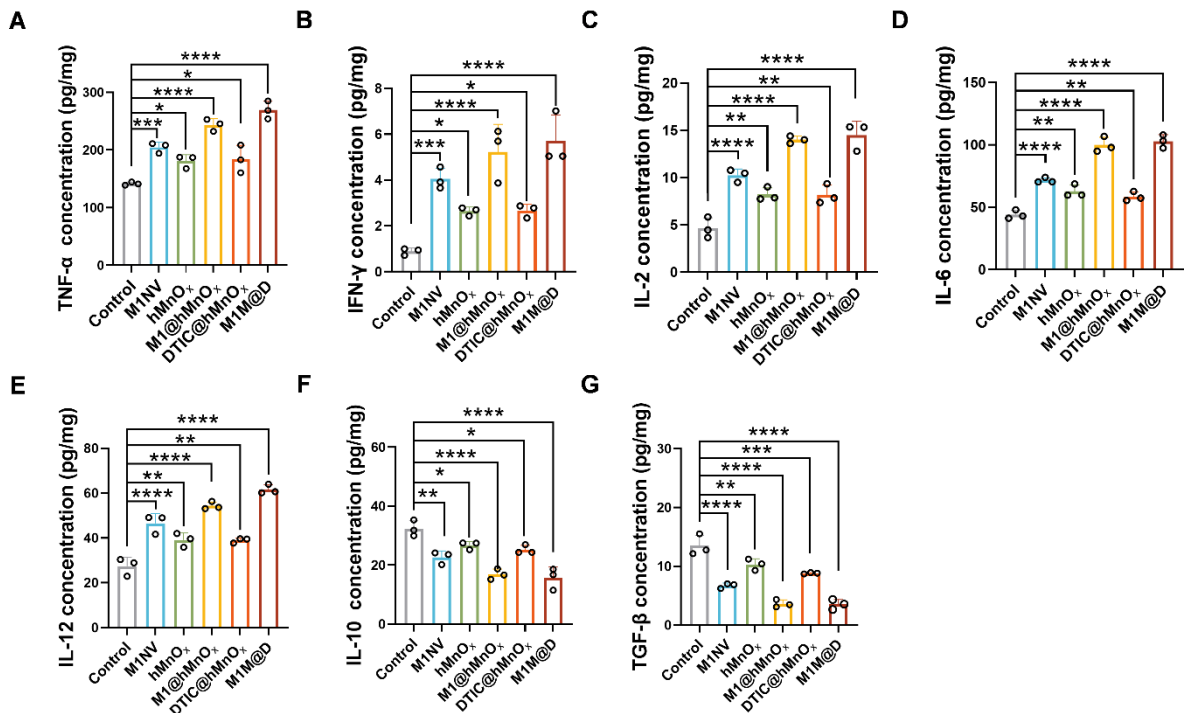 A
TNF-α concentration (pg/mg)
300
200
100
0
****
*
****
*
***
Control
M1NV
hMnOₓ
M1@hMnOₓ
DTIC@hMnOₓ
M1M@D
B
IFN-γ concentration (pg/mg)
8
6
4
2
0
****
*
****
*
***
Control
M1NV
hMnOₓ
M1@hMnOₓ
DTIC@hMnOₓ
M1M@D
C
IL-2 concentration (pg/mg)
20
15
10
5
0
****
**
****
**
****
Control
M1NV
hMnOₓ
M1@hMnOₓ
DTIC@hMnOₓ
M1M@D
D
IL-6 concentration (pg/mg)
150
100
50
0
****
**
****
**
****
Control
M1NV
hMnOₓ
M1@hMnOₓ
DTIC@hMnOₓ
M1M@D
E
IL-12 concentration (pg/mg)
80
60
40
20
0
****
**
****
**
****
Control
M1NV
hMnOₓ
M1@hMnOₓ
DTIC@hMnOₓ
M1M@D
F
IL-10 concentration (pg/mg)
60
40
20
0
****
*
****
*
**
Control
M1NV
hMnOₓ
M1@hMnOₓ
DTIC@hMnOₓ
M1M@D
G
TGF-β concentration (pg/mg)
30
20
10
0
****
***
****
**
****
Control
M1NV
hMnOₓ
M1@hMnOₓ
DTIC@hMnOₓ
M1M@D